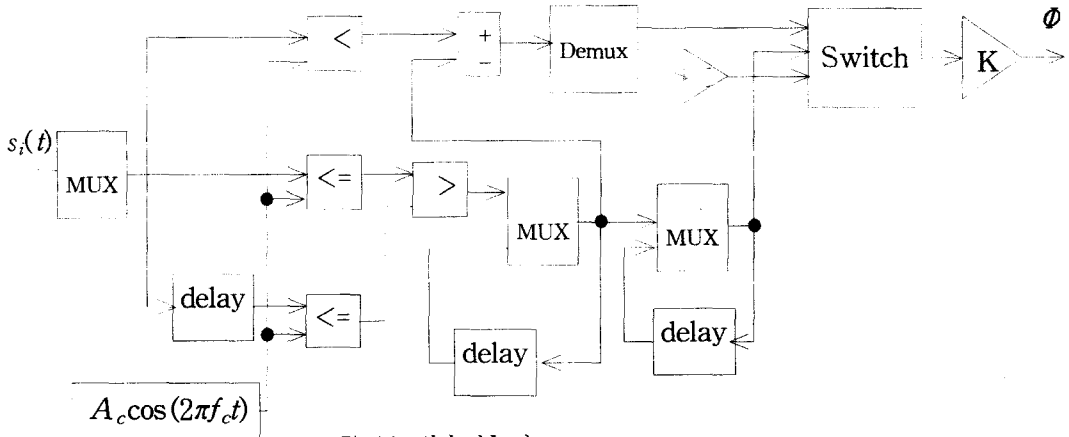 Φ
<
+
−
Demux
Switch
K
s_i(t)
MUX
<=
>
MUX
MUX
delay
<=
delay
delay
A_c cos(2πf_c t)